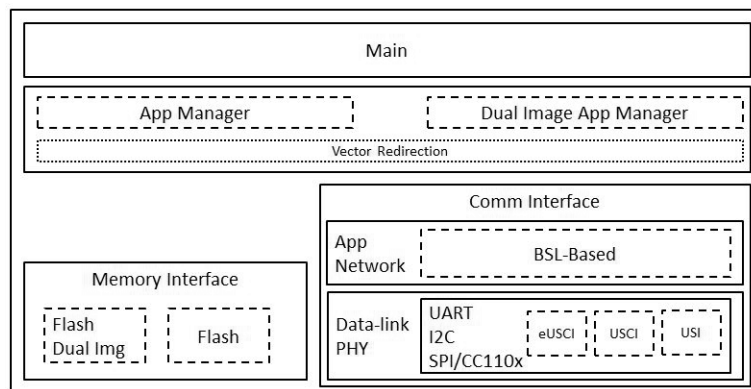 Main
App Manager
Dual Image App Manager
Vector Redirection
Comm Interface
App
Network
BSL-Based
Memory Interface
Flash
Dual Img
Flash
Data-link
PHY
UART
I2C
SPI/CC110x
eUSCI
USCI
USI